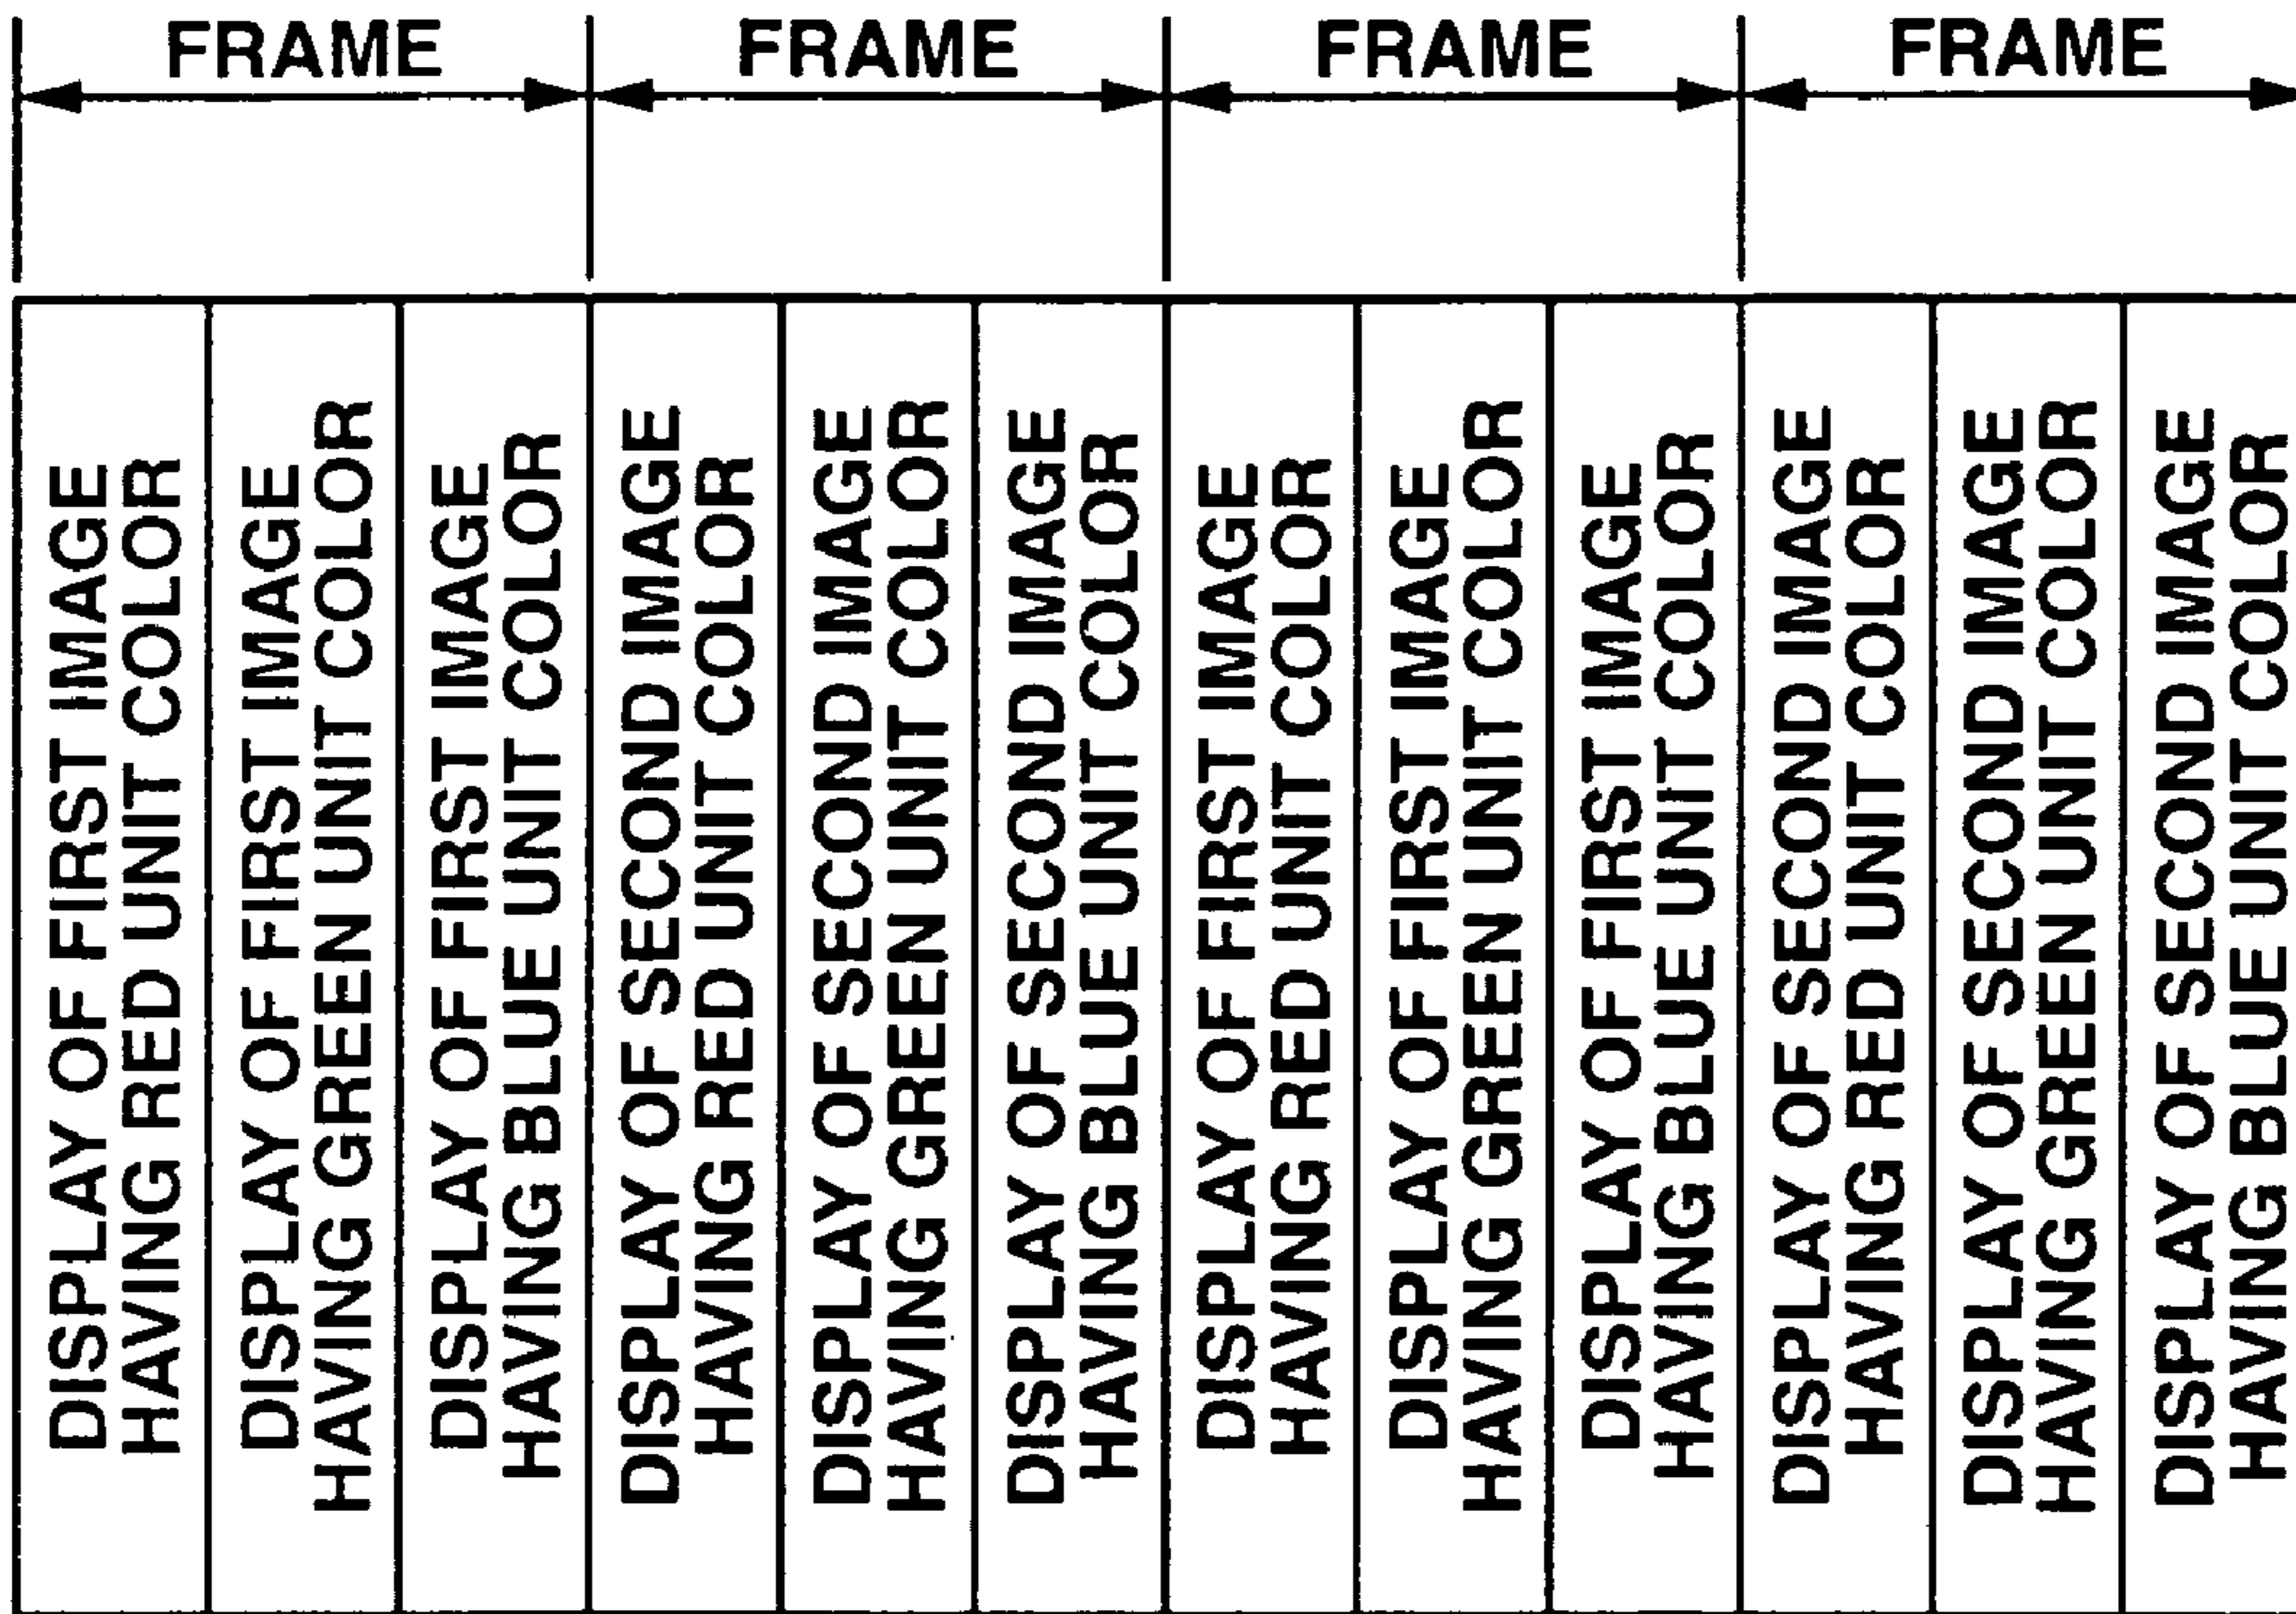 FRAME
FRAME
FRAME
FRAME
DISPLAY OF FIRST IMAGE
HAVING RED UNIT COLOR
DISPLAY OF FIRST IMAGE
HAVING GREEN UNIT COLOR
DISPLAY OF FIRST IMAGE
HAVING BLUE UNIT COLOR
DISPLAY OF SECOND IMAGE
HAVING RED UNIT COLOR
DISPLAY OF SECOND IMAGE
HAVING GREEN UNIT COLOR
DISPLAY OF SECOND IMAGE
HAVING BLUE UNIT COLOR
DISPLAY OF FIRST IMAGE
HAVING RED UNIT COLOR
DISPLAY OF FIRST IMAGE
HAVING GREEN UNIT COLOR
DISPLAY OF FIRST IMAGE
HAVING BLUE UNIT COLOR
DISPLAY OF SECOND IMAGE
HAVING RED UNIT COLOR
DISPLAY OF SECOND IMAGE
HAVING GREEN UNIT COLOR
DISPLAY OF SECOND IMAGE
HAVING BLUE UNIT COLOR